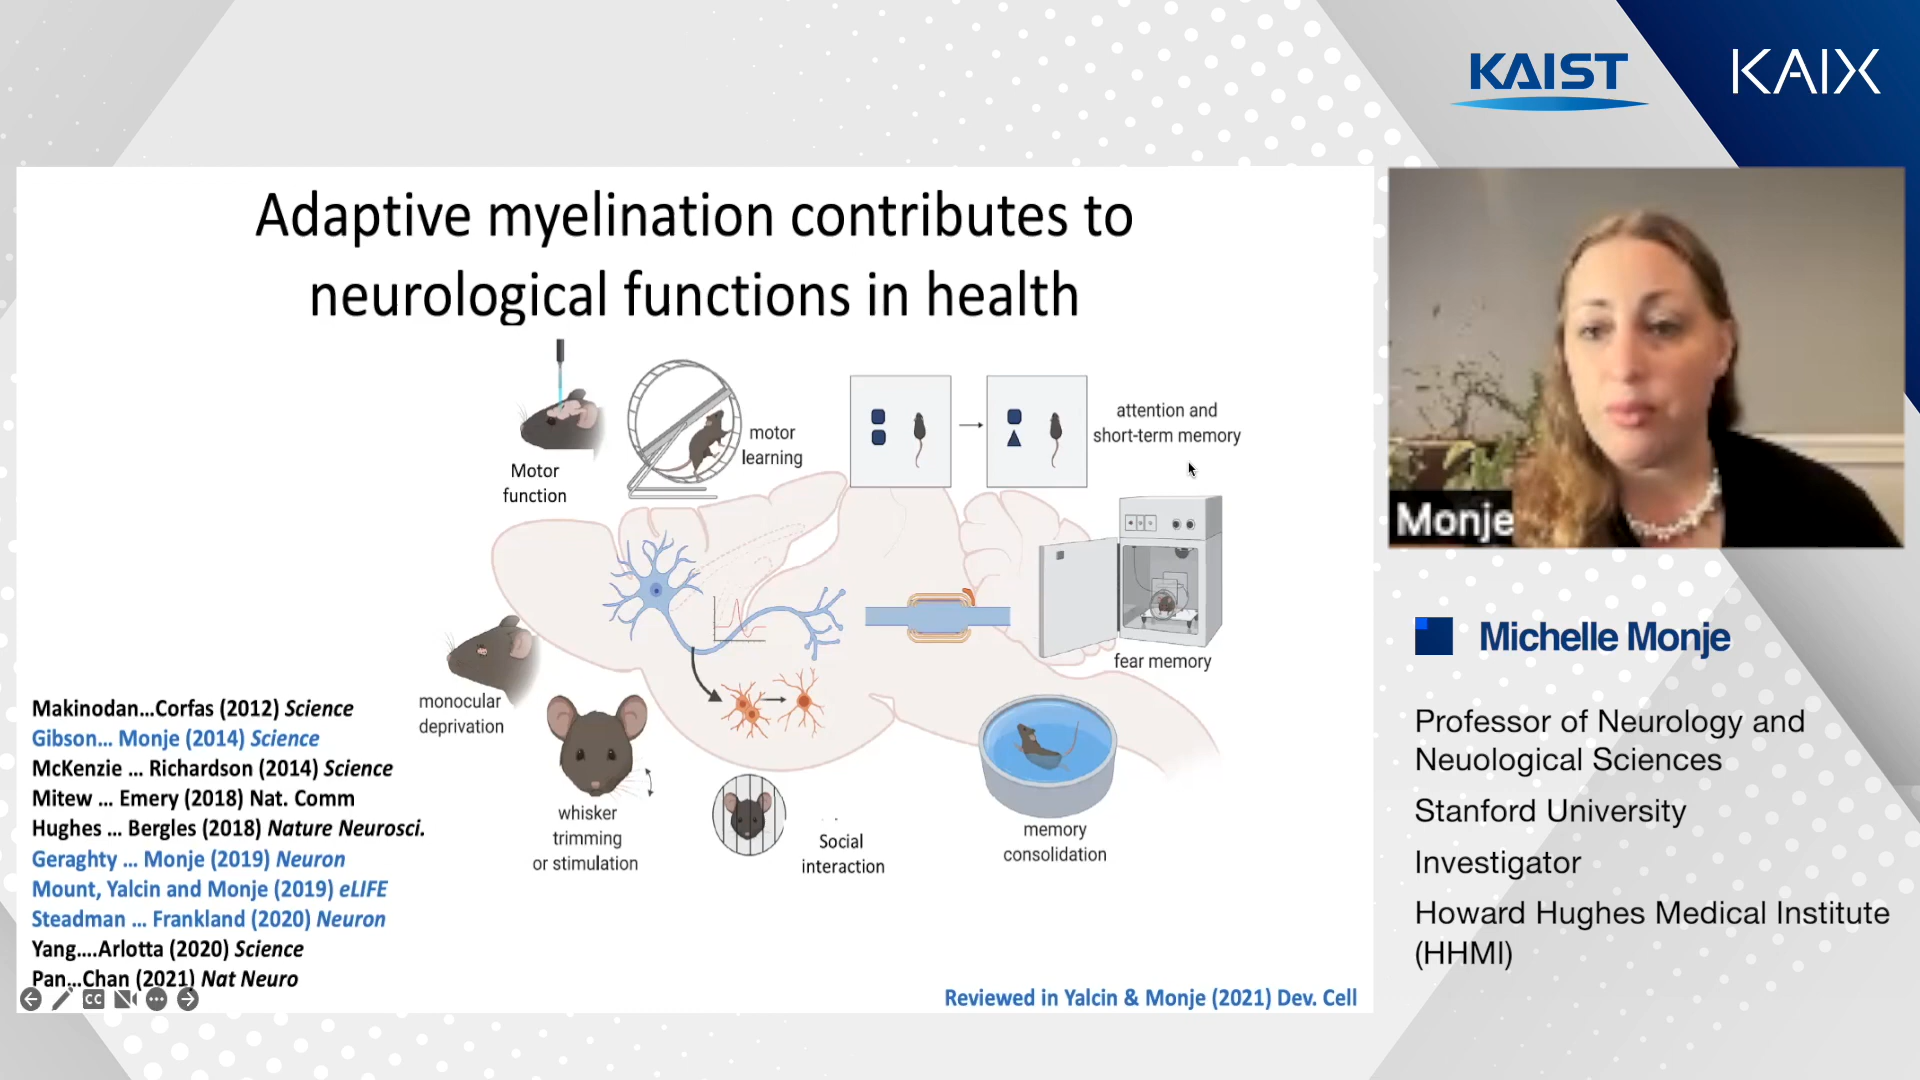 KAIST
KAIX
Adaptive myelination contributes to
neurological functions in health
Motor
function
motor
learning
attention and
short-term memory
fear memory
monocular
deprivation
whisker
trimming
or stimulation
Social
interaction
memory
consolidation
Makinodan...Corfas (2012) Science
Gibson... Monje (2014) Science
McKenzie ... Richardson (2014) Science
Mitew ... Emery (2018) Nat. Comm
Hughes ... Bergles (2018) Nature Neurosci.
Geraghty ... Monje (2019) Neuron
Mount, Yalcin and Monje (2019) eLIFE
Steadman ... Frankland (2020) Neuron
Yang....Arlotta (2020) Science
Pan...Chan (2021) Nat Neuro
CC
Reviewed in Yalcin & Monje (2021) Dev. Cell
Monje
Michelle Monje
Professor of Neurology and
Neuological Sciences
Stanford University
Investigator
Howard Hughes Medical Institute
(HHMI)